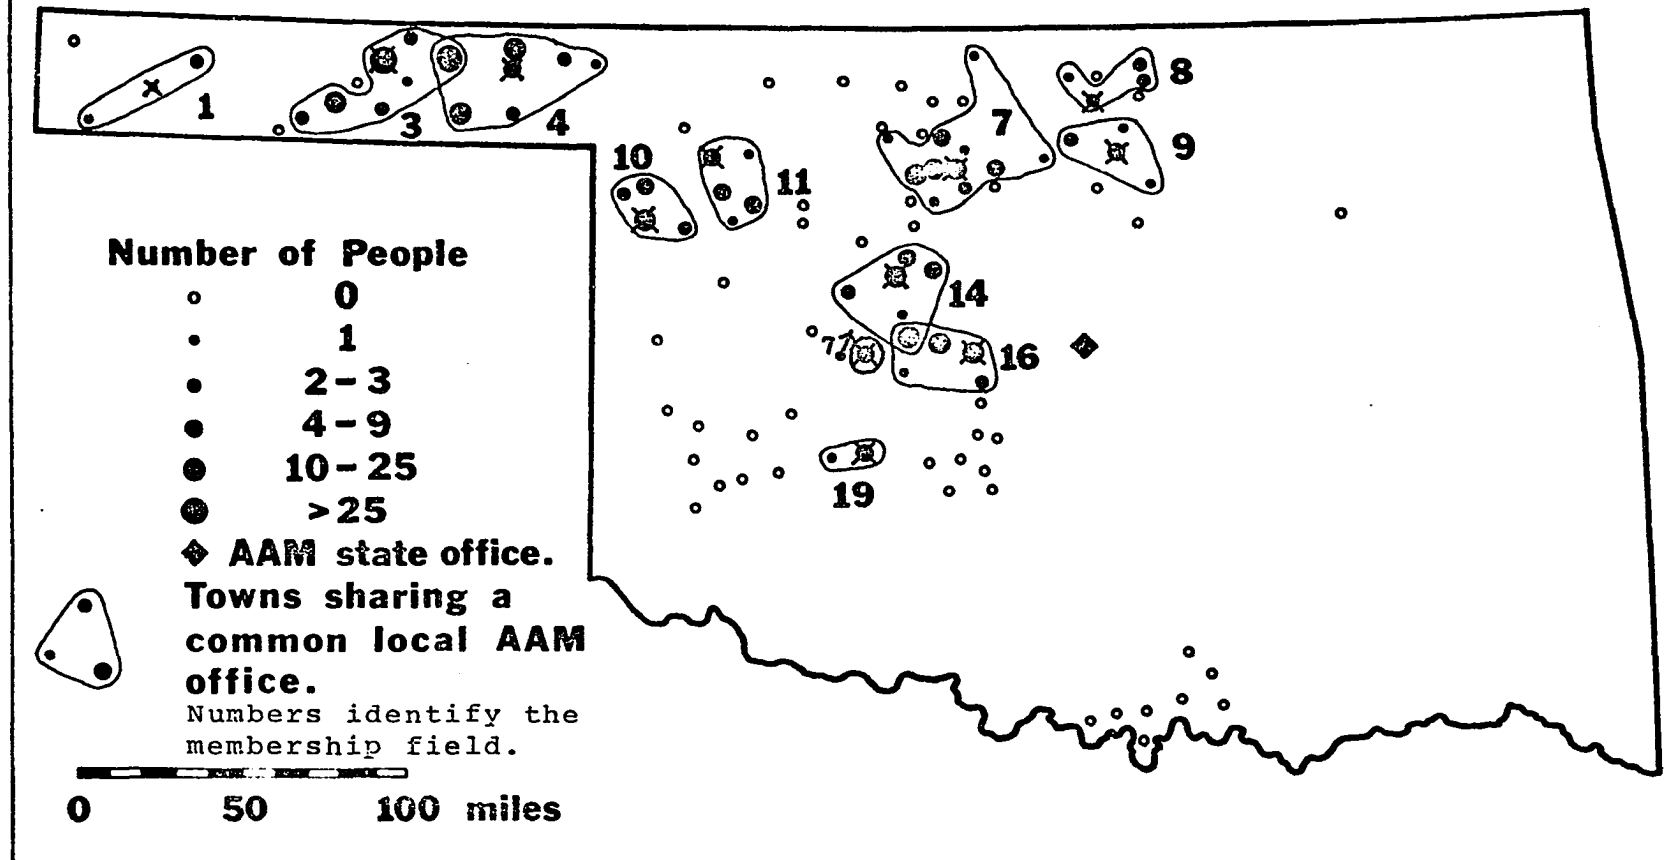 1
3
4
7
8
9
10
11
14
77
16
19
Number of People
0
1
2-3
4-9
10-25
>25
AAM state office.
Towns sharing a
common local AAM
office.
Numbers identify the
membership field.
0 50 100 miles